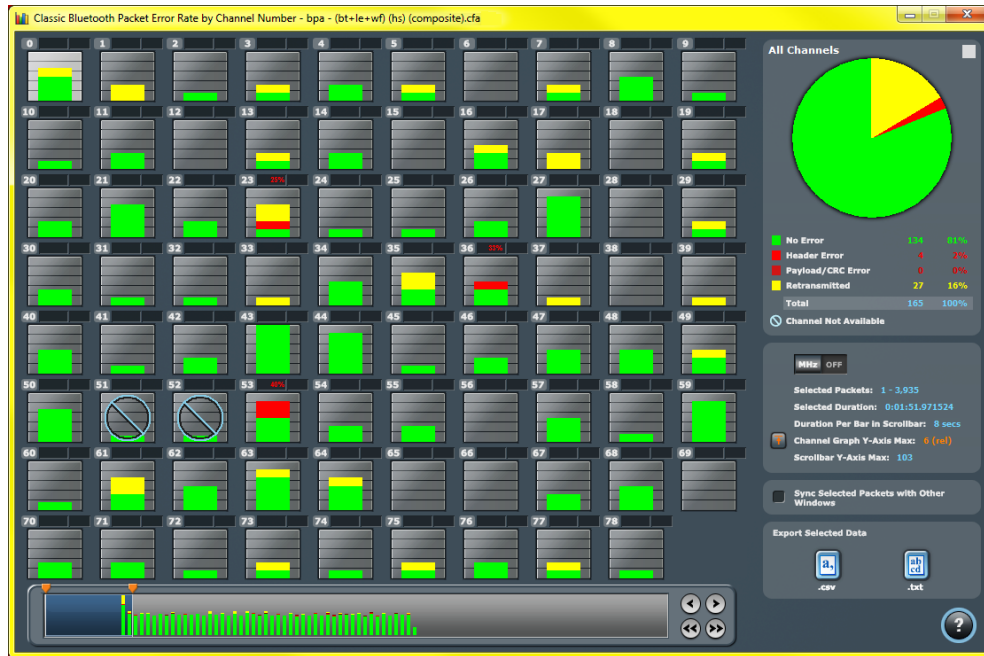 Classic Bluetooth Packet Error Rate by Channel Number - bpa - (bt+le+wf) (hs) (composite).cfa
0 1 2 3 4 5 6 7 8 9
10 11 12 13 14 15 16 17 18 19
20 21 22 23 24 25 26 27 28 29
30 31 32 33 34 35 36 37 38 39
40 41 42 43 44 45 46 47 48 49
50 51 52 53 40% 54 55 56 57 58 59
60 61 62 63 64 65 66 67 68 69
70 71 72 73 74 75 76 77 78
All Channels
No Error 134 81%
Header Error 4 2%
Payload/CRC Error 0 0%
Retransmitted 27 16%
Total 165 100%
Channel Not Available
MHz OFF
Selected Packets: 1 - 3,935
Selected Duration: 0:01:51.971524
Duration Per Bar in Scrollbar: 8 secs
Channel Graph Y-Axis Max: 6 (rel)
Scrollbar Y-Axis Max: 103
Sync Selected Packets with Other
Windows
Export Selected Data
a,
ab
cd
.csv .txt
?